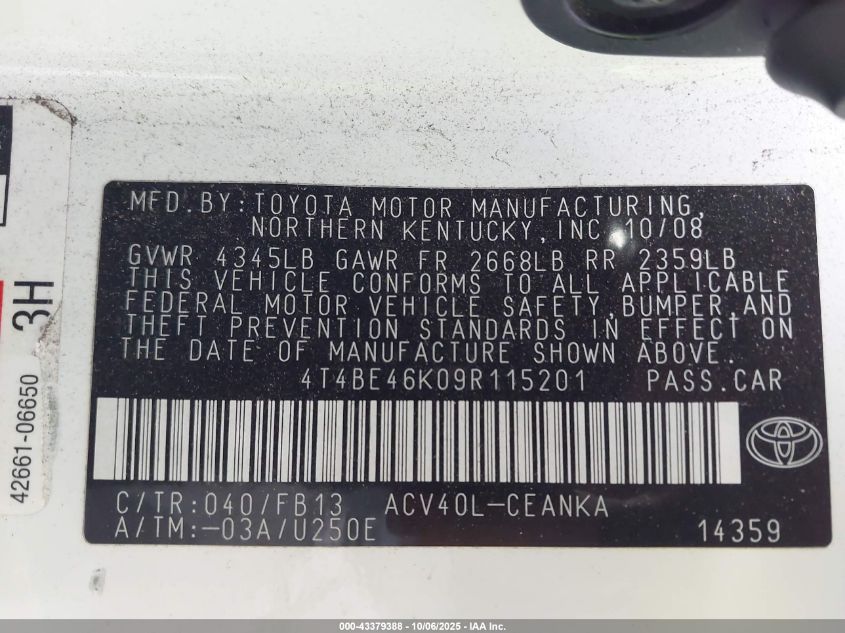 MFD.BY:TOYOTA MOTOR MANUFACTURING,
NORTHERN KENTUCKY, INC 10/08
GVWR 4345LB GAWR FR 2668LB RR 2359LB
THIS VEHICLE CONFORMS TO ALL APPLICABLE
FEDERAL MOTOR VEHICLE SAFETY, BUMPER, AND
THEFT PREVENTION STANDARDS IN EFFECT ON
THE DATE OF MANUFACTURE SHOWN ABOVE.
4T4BE46K09R115201 PASS.CAR
C/TR:040/FB13 ACV40L-CEANKA
A/TM:-03A/U250E 14359
3H
42661-06650
000-43379388 - 10/06/2025 - IAA Inc.